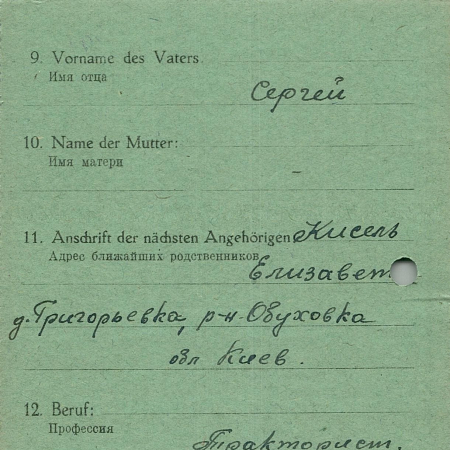 9. Vorname des Vaters
Имя отца
Сергей
10. Name der Mutter:
Имя матери
11. Anschrift der nächsten Angehörigen Кисель
Адрес ближайших родственников Елизавет
д. Григорьевка, р-н Обуховка
обл Киев.
12. Beruf:
Профессия
Тракторист.